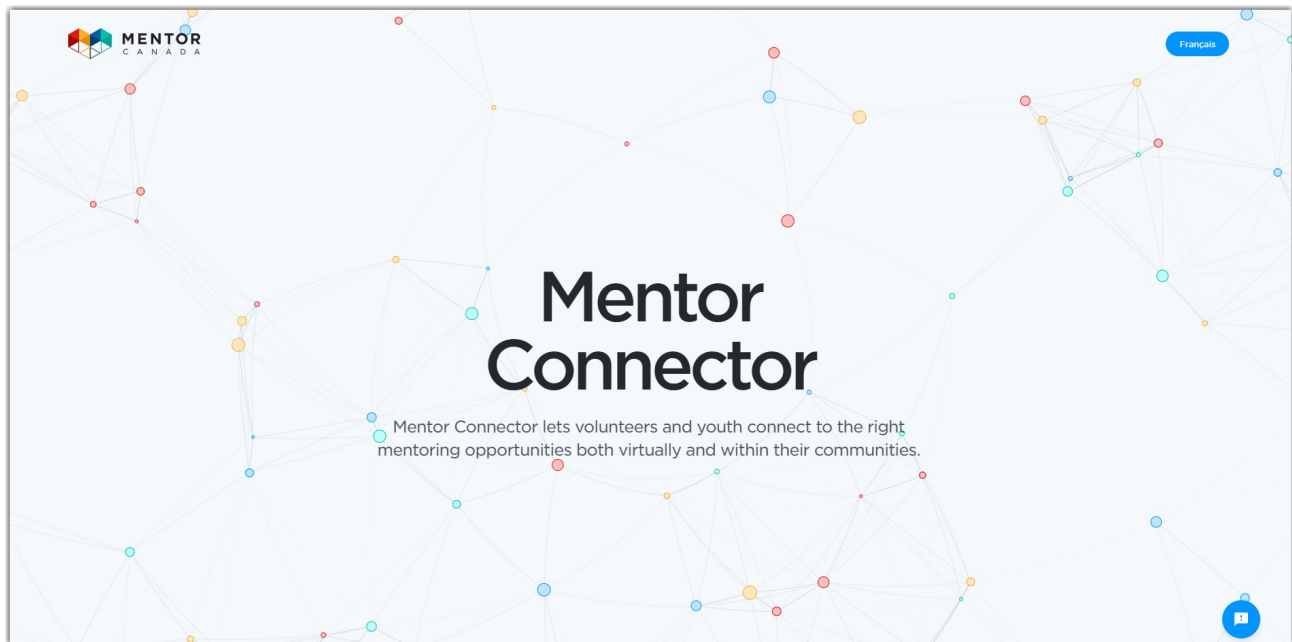 MENTOR
CANADA
Français
Mentor
Connector
Mentor Connector lets volunteers and youth connect to the right
mentoring opportunities both virtually and within their communities.